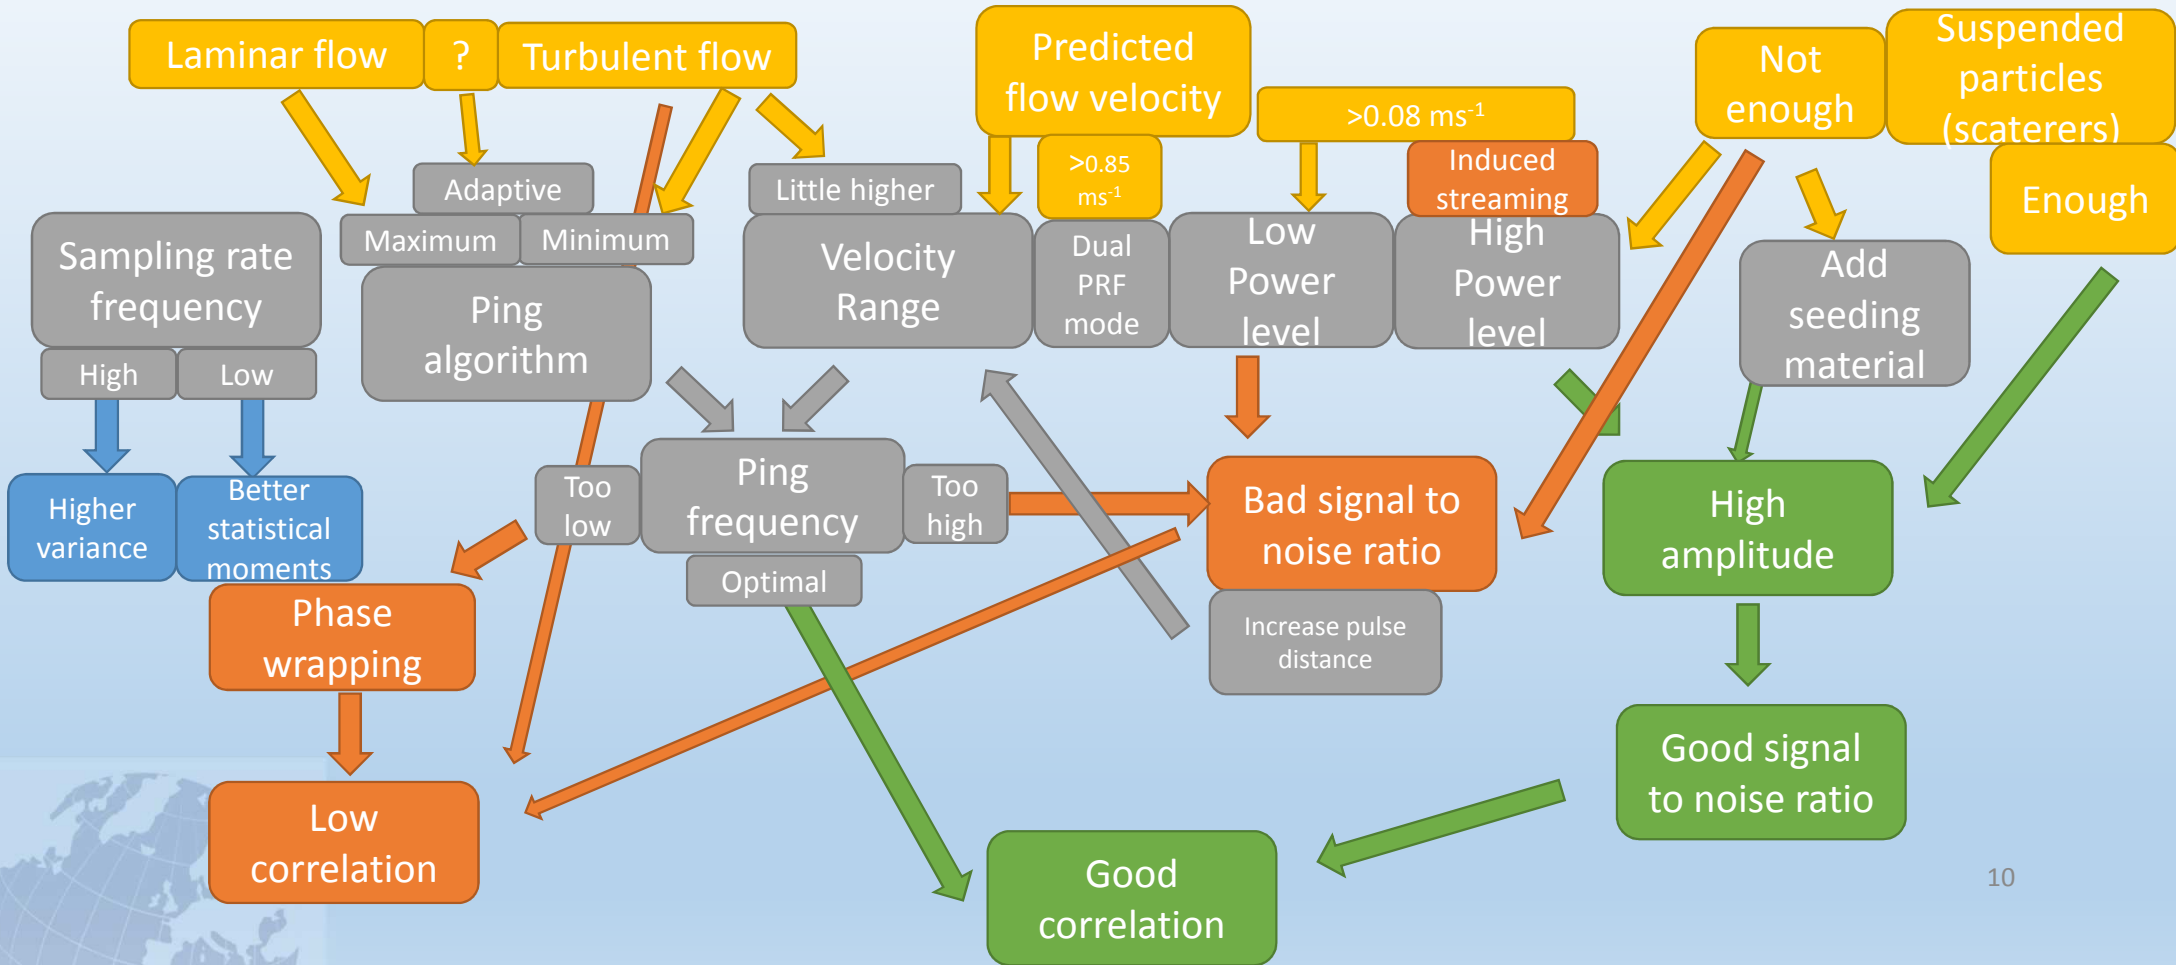 Laminar flow
?
Turbulent flow
Predicted
flow velocity
>0.08 ms⁻¹
Not
enough
Suspended
particles
(scaterers)
Enough
Adaptive
Maximum
Minimum
Little higher
>0.85
ms⁻¹
Induced
streaming
Sampling rate
frequency
High
Low
Ping
algorithm
Velocity
Range
Dual
PRF
mode
Low
Power
level
High
Power
level
Add
seeding
material
Higher
variance
Better
statistical
moments
Too
low
Ping
frequency
Too
high
Optimal
Bad signal to
noise ratio
Increase pulse
distance
High
amplitude
Phase
wrapping
Low
correlation
Good signal
to noise ratio
Good
correlation
10